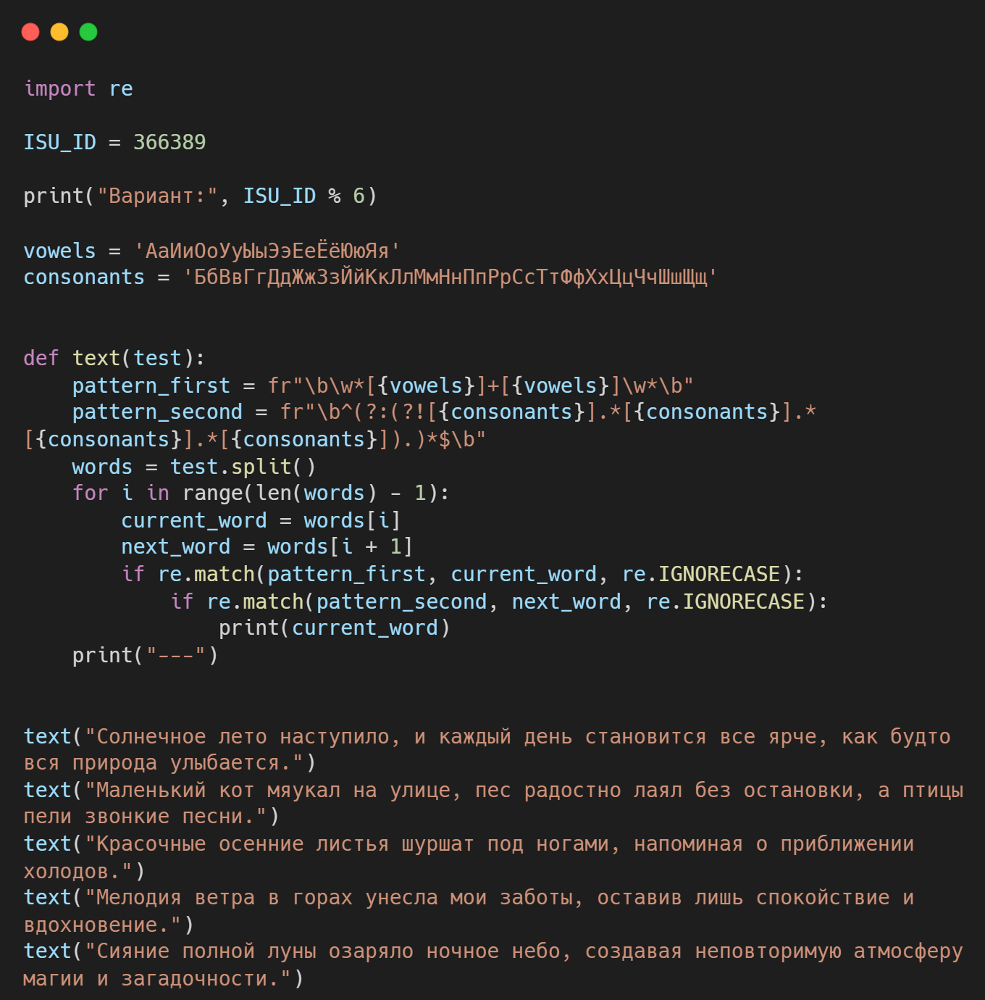 import re
ISU_ID = 366389
print("Вариант:", ISU_ID % 6)
vowels = 'АаИиОоУуЫыЭэЕеЁёЮюЯя'
consonants = 'БбВвГгДдЖжЗзЙйКкЛлМмНнПпРрСсТтФфХхЦцЧчШшЩщ'
def text(test):
    pattern_first = fr"\b\w*[{vowels}]+[{vowels}]\w*\b"
    pattern_second = fr"\b^(?:(?![{consonants}].*[{consonants}].*
[{consonants}].*[{consonants}]).)*$\b"
    words = test.split()
    for i in range(len(words) - 1):
        current_word = words[i]
        next_word = words[i + 1]
        if re.match(pattern_first, current_word, re.IGNORECASE):
            if re.match(pattern_second, next_word, re.IGNORECASE):
                print(current_word)
    print("---")
text("Солнечное лето наступило, и каждый день становится все ярче, как будто
вся природа улыбается.")
text("Маленький кот мяукал на улице, пес радостно лаял без остановки, а птицы
пели звонкие песни.")
text("Красочные осенние листья шуршат под ногами, напоминая о приближении
холодов.")
text("Мелодия ветра в горах унесла мои заботы, оставив лишь спокойствие и
вдохновение.")
text("Сияние полной луны озаряло ночное небо, создавая неповторимую атмосферу
магии и загадочности.")